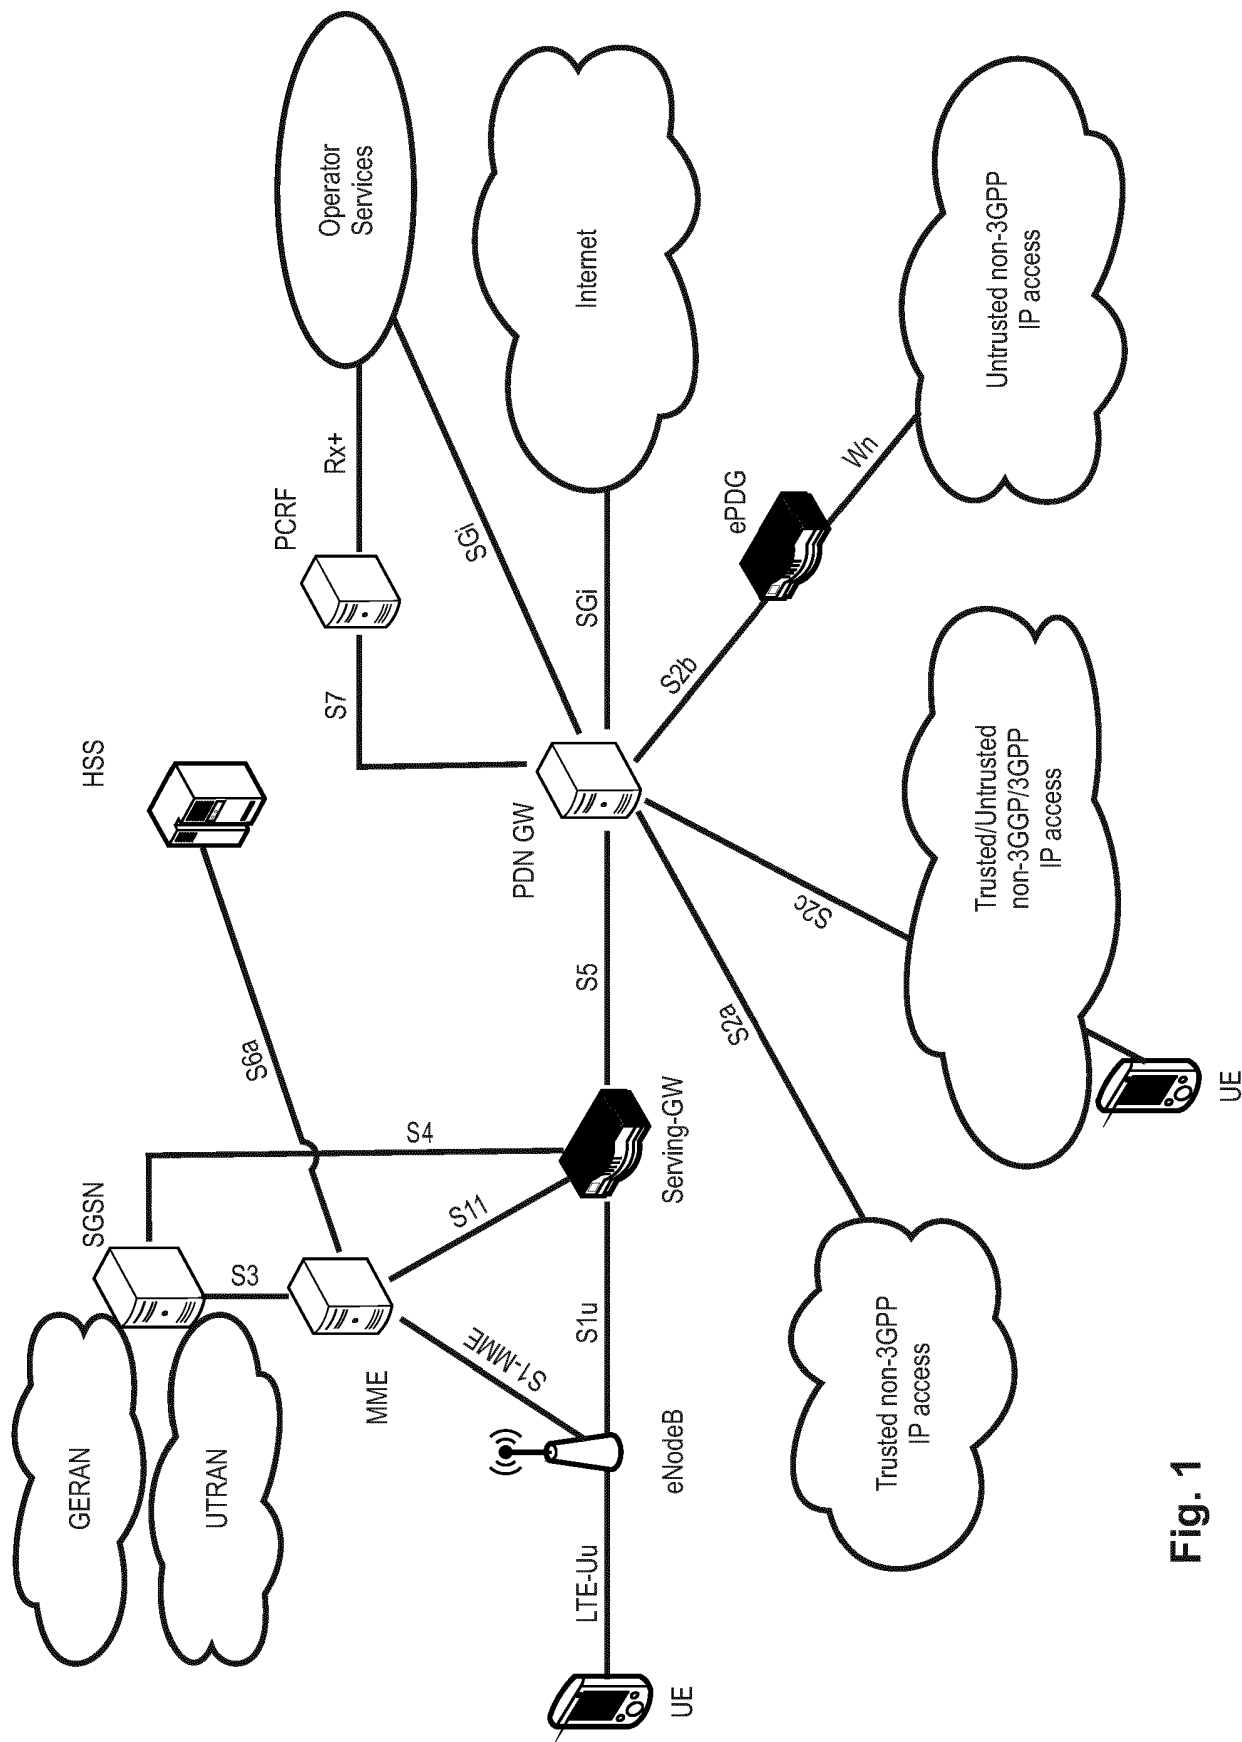 GERAN
UTRAN
SGSN
HSS
S3
S6a
S4
MME
S11
S1-MME
PCRF
S7
Rx+
Operator
Services
SGi
UE
LTE-Uu
eNodeB
S1u
Serving-GW
S5
PDN GW
SGi
Internet
S2a
S2c
S2b
ePDG
Wn
Trusted non-3GPP
IP access
Trusted/Untrusted
non-3GGP/3GPP
IP access
UE
Untrusted non-3GPP
IP access
Fig. 1